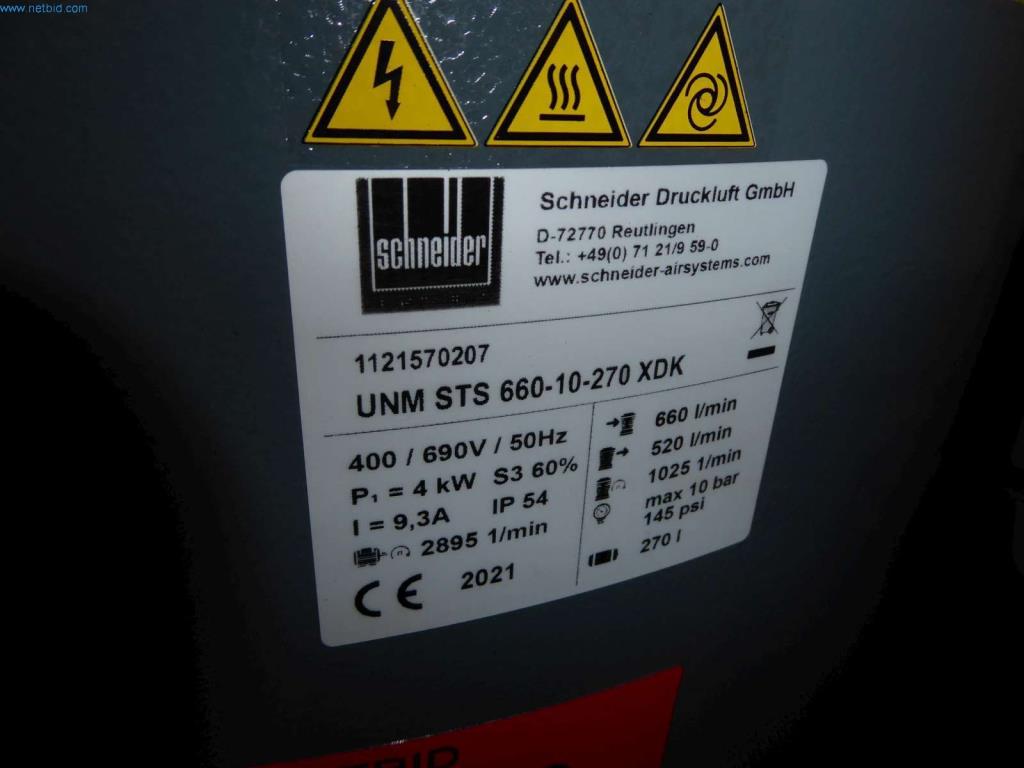 www.netbid.com
schneider
Schneider Druckluft GmbH
D-72770 Reutlingen
Tel.: +49(0) 71 21/9 59-0
www.schneider-airsystems.com
1121570207
UNM STS 660-10-270 XDK
400 / 690V / 50Hz
P₁ = 4 kW S3 60%
I = 9,3A IP 54
2895 1/min
CE 2021
660 l/min
520 l/min
1025 1/min
max 10 bar
145 psi
270 l